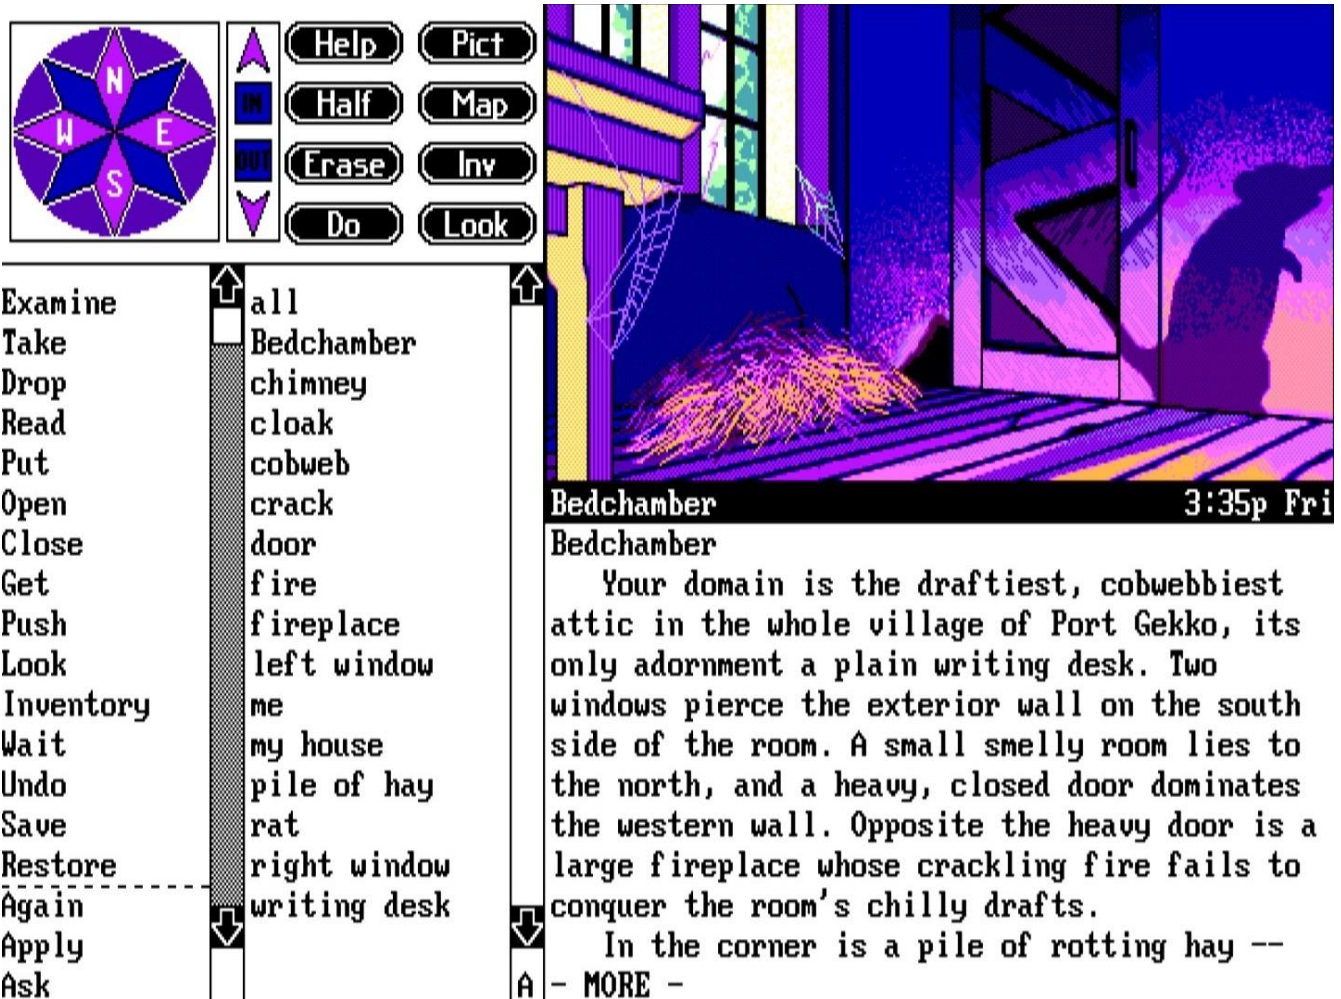 N
W E
S
IN
OUT
Help Pict
Half Map
Erase Inv
Do Look
Examine
Take
Drop
Read
Put
Open
Close
Get
Push
Look
Inventory
Wait
Undo
Save
Restore
Again
Apply
Ask
all
Bedchamber
chimney
cloak
cobweb
crack
door
fire
fireplace
left window
me
my house
pile of hay
rat
right window
writing desk
A
Bedchamber 3:35p Fri
Bedchamber
Your domain is the draftiest, cobwebbiest
attic in the whole village of Port Gekko, its
only adornment a plain writing desk. Two
windows pierce the exterior wall on the south
side of the room. A small smelly room lies to
the north, and a heavy, closed door dominates
the western wall. Opposite the heavy door is a
large fireplace whose crackling fire fails to
conquer the room's chilly drafts.
In the corner is a pile of rotting hay --
- MORE -